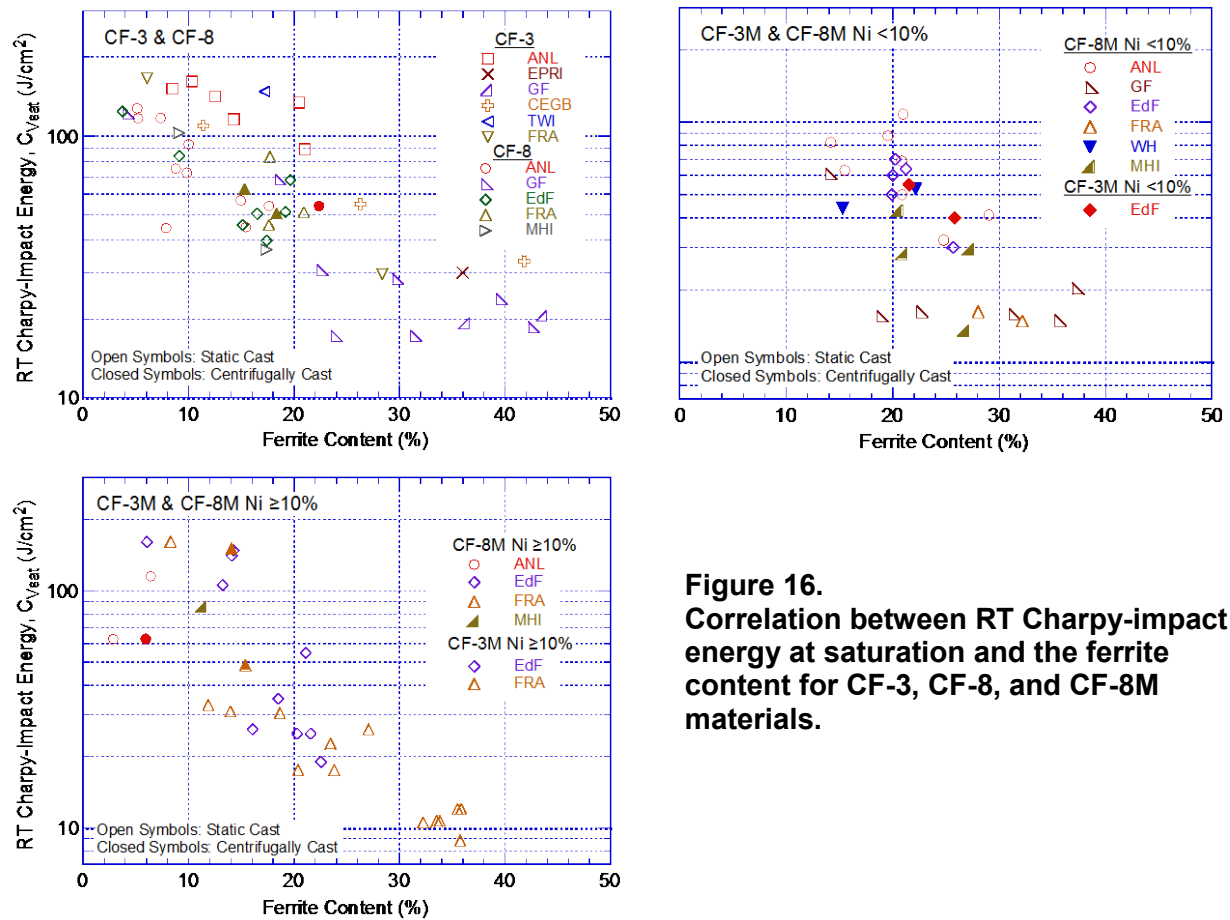 CF-3 & CF-8
CF-3
ANL
EPRI
GF
CEGB
TWI
FRA
CF-8
ANL
GF
EdF
FRA
MHI
Open Symbols: Static Cast
Closed Symbols: Centrifugally Cast
RT Charpy-Impact Energy, CVsat (J/cm2)
100
10
0 10 20 30 40 50
Ferrite Content (%)
CF-3M & CF-8M Ni <10%
CF-8M Ni <10%
ANL
GF
EdF
FRA
WH
MHI
CF-3M Ni <10%
EdF
Open Symbols: Static Cast
Closed Symbols: Centrifugally Cast
0 10 20 30 40 50
Ferrite Content (%)
CF-3M & CF-8M Ni ≥10%
CF-8M Ni ≥10%
ANL
EdF
FRA
MHI
CF-3M Ni ≥10%
EdF
FRA
Open Symbols: Static Cast
Closed Symbols: Centrifugally Cast
RT Charpy-Impact Energy, CVsat (J/cm2)
100
10
0 10 20 30 40 50
Ferrite Content (%)
Figure 16.
Correlation between RT Charpy-impact
energy at saturation and the ferrite
content for CF-3, CF-8, and CF-8M
materials.